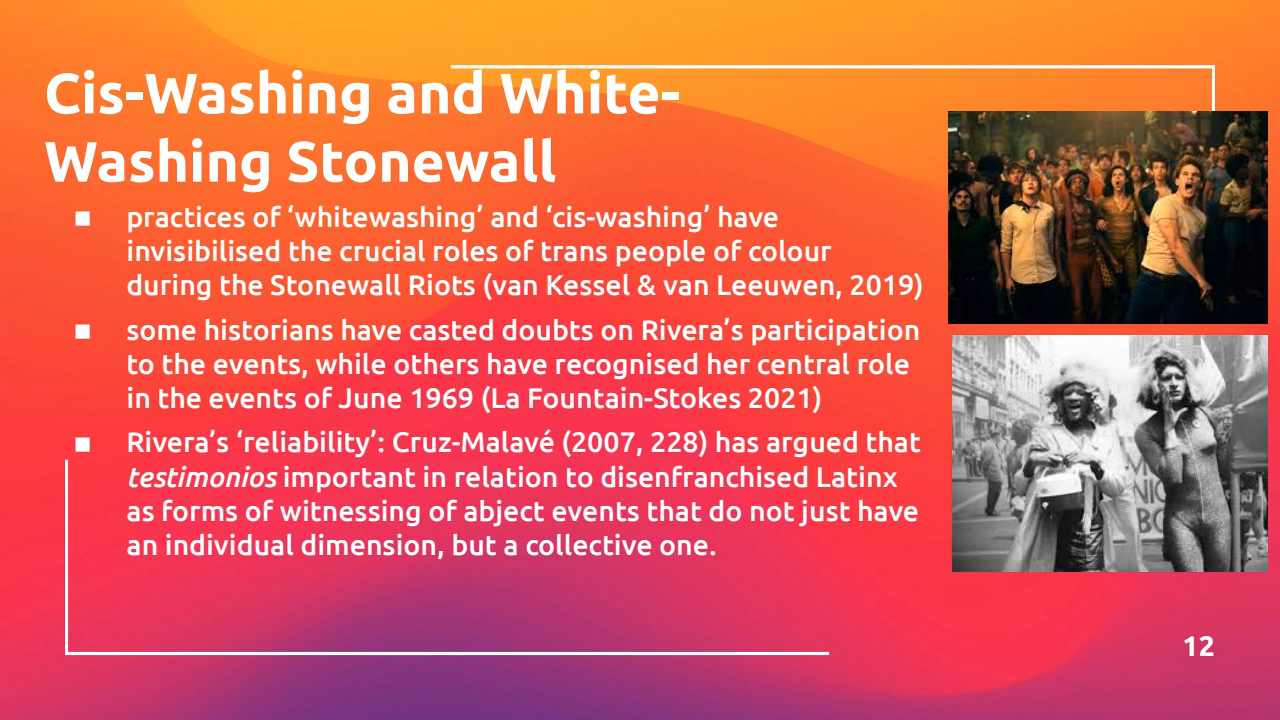 Cis-Washing and White-
Washing Stonewall
■ practices of ‘whitewashing’ and ‘cis-washing’ have
invisibilised the crucial roles of trans people of colour
during the Stonewall Riots (van Kessel & van Leeuwen, 2019)
■ some historians have casted doubts on Rivera’s participation
to the events, while others have recognised her central role
in the events of June 1969 (La Fountain-Stokes 2021)
■ Rivera’s ‘reliability’: Cruz-Malavé (2007, 228) has argued that
testimonios important in relation to disenfranchised Latinx
as forms of witnessing of abject events that do not just have
an individual dimension, but a collective one.
12